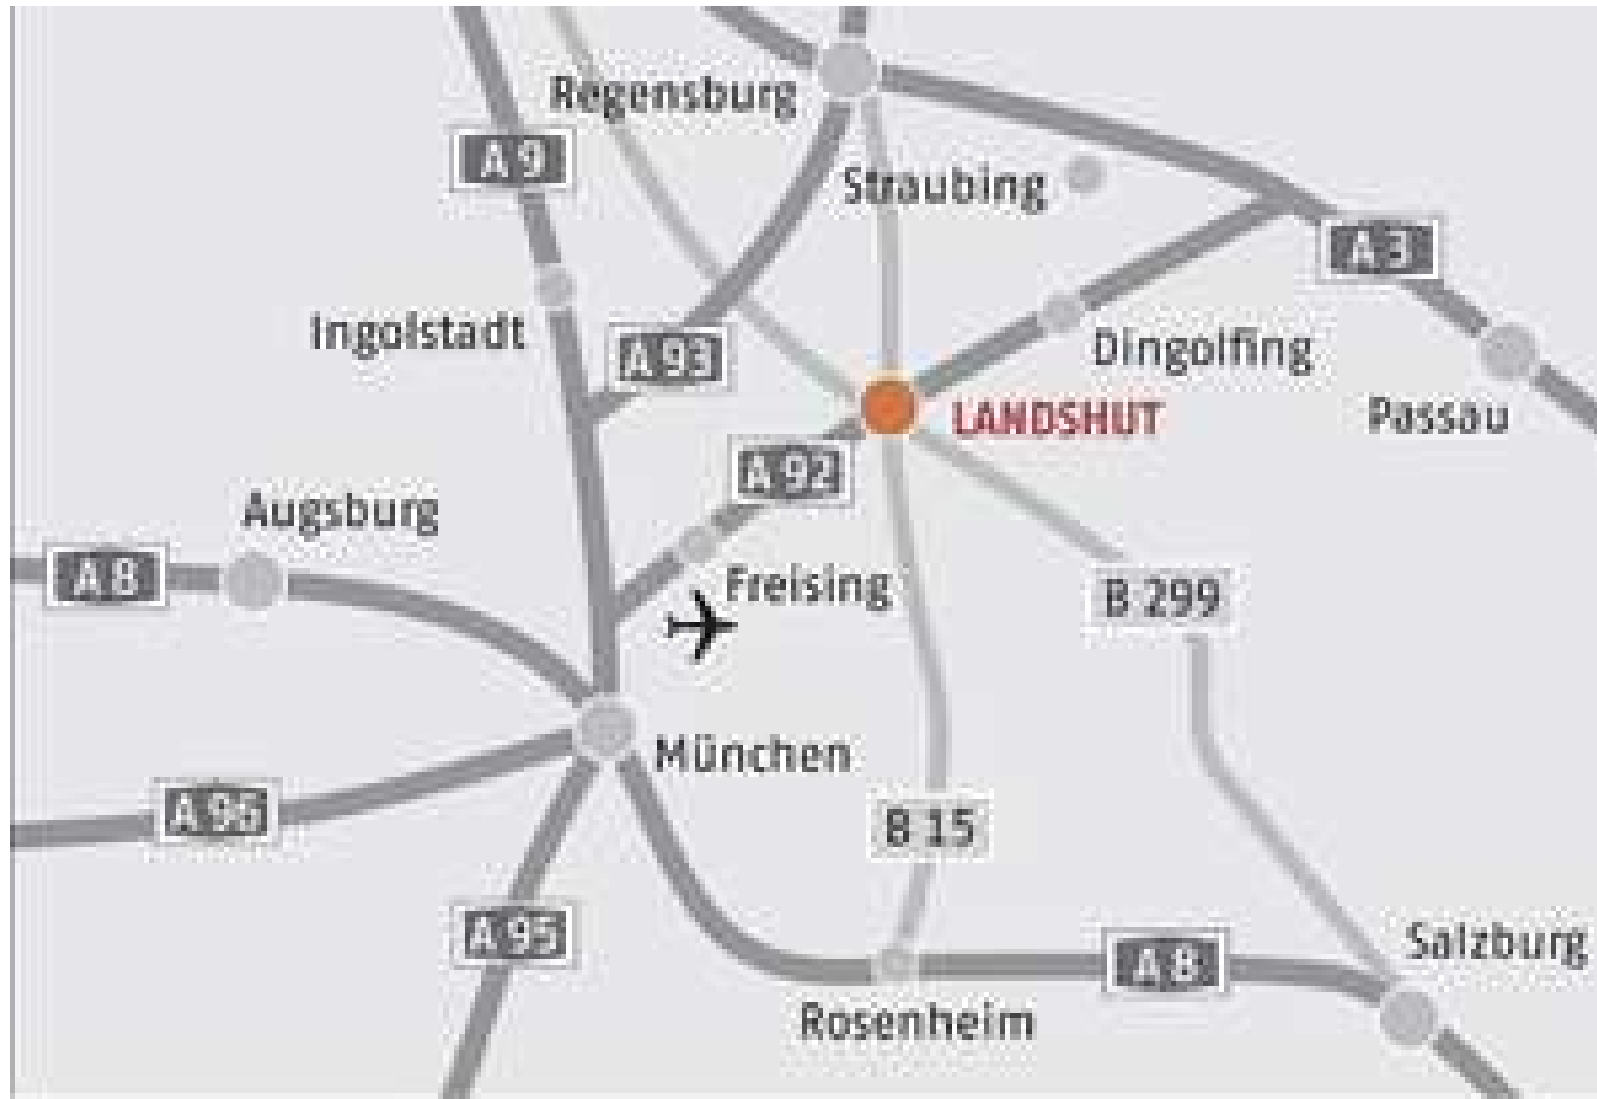 Regensburg
A 9
Straubing
A 3
Ingolstadt
A 93
Dingolfing
Passau
LANDSHUT
A 92
Augsburg
A 8
Freising
B 299
München
A 96
B 15
A 95
Salzburg
A 8
Rosenheim